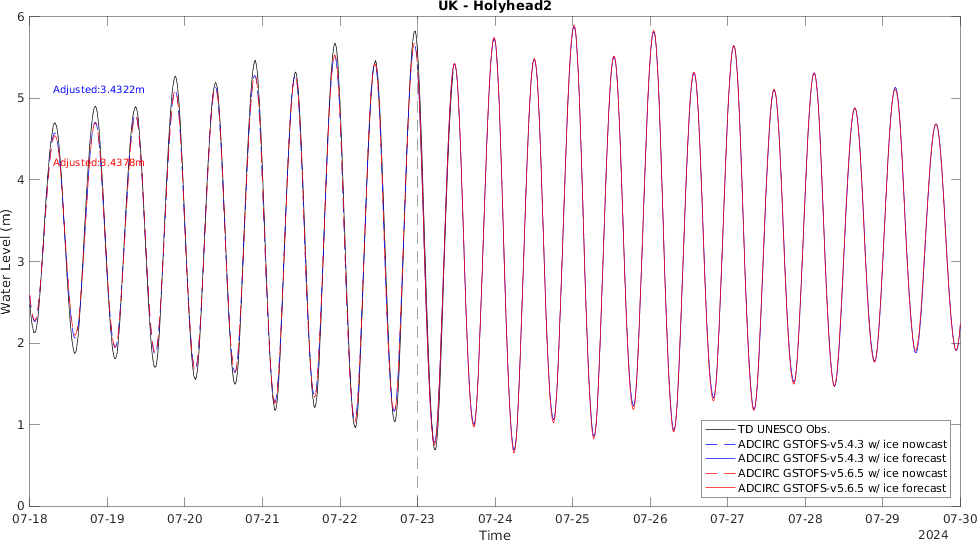 UK - Holyhead2
6
5
4
3
2
1
0
Water Level (m)
Adjusted:3.4322m
Adjusted:3.4378m
TD UNESCO Obs.
ADCIRC GSTOFS-v5.4.3 w/ ice nowcast
ADCIRC GSTOFS-v5.4.3 w/ ice forecast
ADCIRC GSTOFS-v5.6.5 w/ ice nowcast
ADCIRC GSTOFS-v5.6.5 w/ ice forecast
07-18 07-19 07-20 07-21 07-22 07-23 07-24 07-25 07-26 07-27 07-28 07-29 07-30
Time
2024